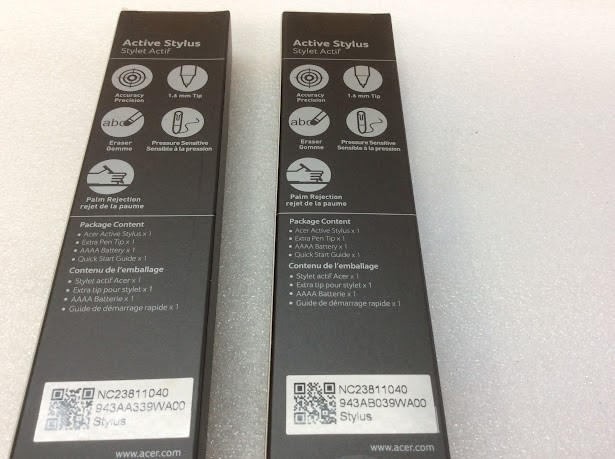 Active Stylus
Stylet Actif
Accuracy
Precision
1.6 mm Tip
abc
Eraser
Gomme
Pressure Sensitive
Sensible à la pression
Palm Rejection
rejet de la paume
Package Content
• Acer Active Stylus x 1
• Extra Pen Tip x 1
• AAAA Battery x 1
• Quick Start Guide x 1
Contenu de l'emballage
• Stylet actif Acer x 1
• Extra tip pour stylet x 1
• AAAA Batterie x 1
• Guide de démarrage rapide x 1
NC23811040
943AA339WA00
Stylus
www.acer.com
Active Stylus
Stylet Actif
Accuracy
Precision
1.6 mm Tip
abc
Eraser
Gomme
Pressure Sensitive
Sensible à la pression
Palm Rejection
rejet de la paume
Package Content
• Acer Active Stylus x 1
• Extra Pen Tip x 1
• AAAA Battery x 1
• Quick Start Guide x 1
Contenu de l'emballage
• Stylet actif Acer x 1
• Extra tip pour stylet x 1
• AAAA Batterie x 1
• Guide de démarrage rapide x 1
NC23811040
943AB039WA00
Stylus
www.acer.com